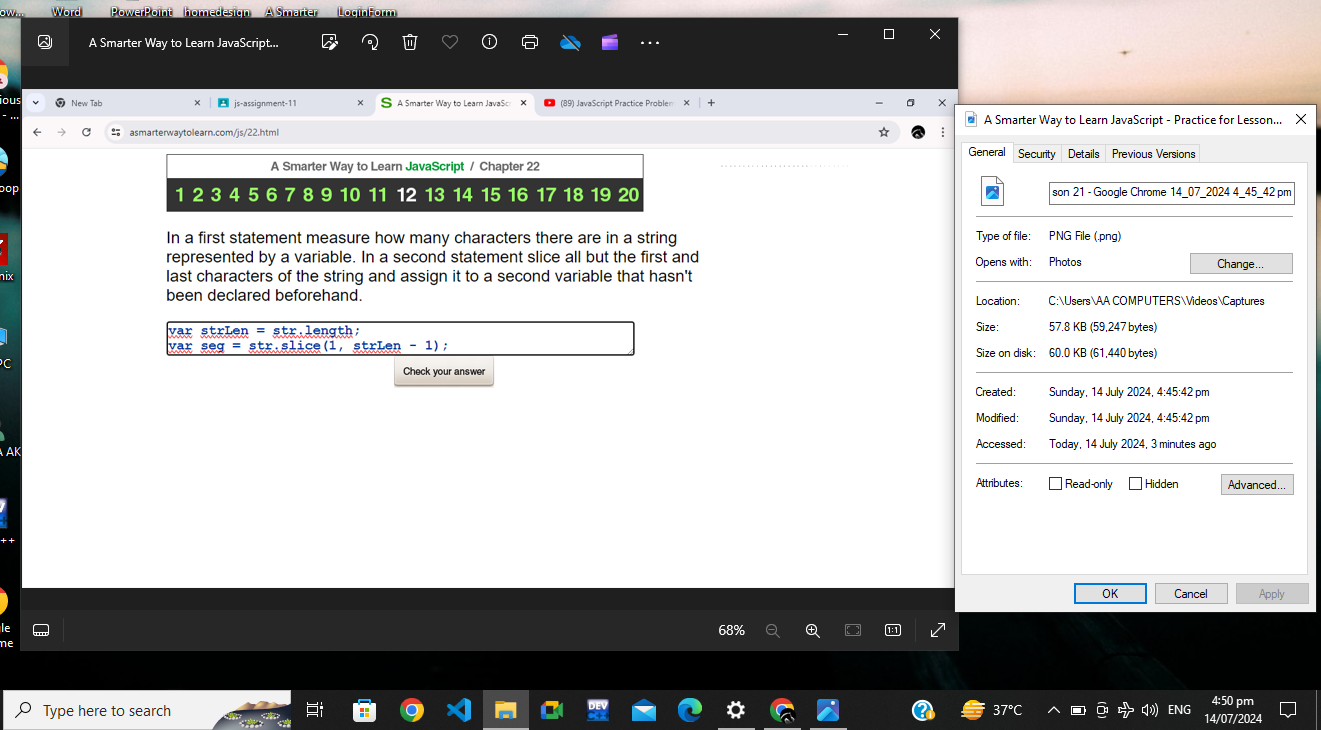 ow...
Word
PowerPoint
homedesign
A Smarter
LoginForm
ious
- ...
oop
nix
PC
A AK
++
le
me
A Smarter Way to Learn JavaScript...
New Tab
js-assignment-11
A Smarter Way to Learn JavaSc
(89) JavaScript Practice Problem
asmarterwaytolearn.com/js/22.html
A Smarter Way to Learn JavaScript / Chapter 22
1 2 3 4 5 6 7 8 9 10 11 12 13 14 15 16 17 18 19 20
In a first statement measure how many characters there are in a string
represented by a variable. In a second statement slice all but the first and
last characters of the string and assign it to a second variable that hasn't
been declared beforehand.
var strLen = str.length;
var seg = str.slice(1, strLen - 1);
Check your answer
68%
1:1
A Smarter Way to Learn JavaScript - Practice for Lesson...
General Security Details Previous Versions
son 21 - Google Chrome 14_07_2024 4_45_42 pm
Type of file: PNG File (.png)
Opens with: Photos Change...
Location: C:\Users\AA COMPUTERS\Videos\Captures
Size: 57.8 KB (59,247 bytes)
Size on disk: 60.0 KB (61,440 bytes)
Created: Sunday, 14 July 2024, 4:45:42 pm
Modified: Sunday, 14 July 2024, 4:45:42 pm
Accessed: Today, 14 July 2024, 3 minutes ago
Attributes: Read-only Hidden Advanced...
OK Cancel Apply
Type here to search
DEV
37°C
ENG
4:50 pm
14/07/2024